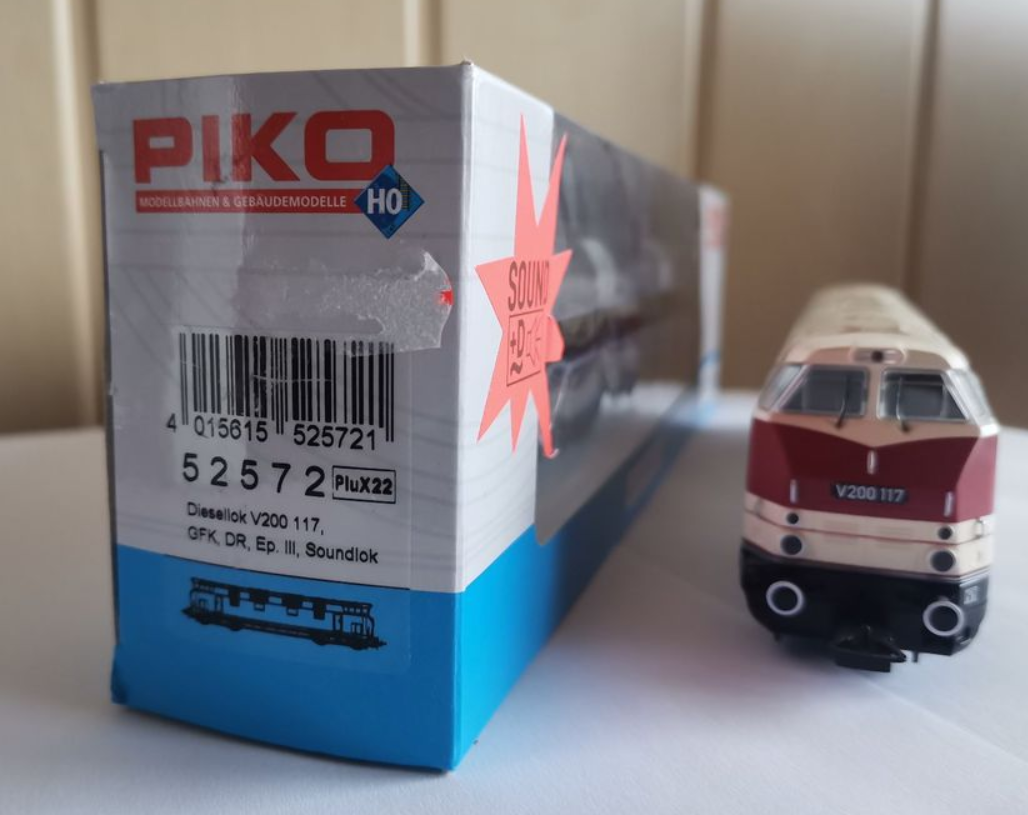 PIKO
MODELLBAHNEN & GEBÄUDEMODELLE
H0
4 015615 525721
52572 PluX22
Diesellok V200 117,
GFK, DR, Ep. III, Soundlok
SOUND
+D
~
V200 117